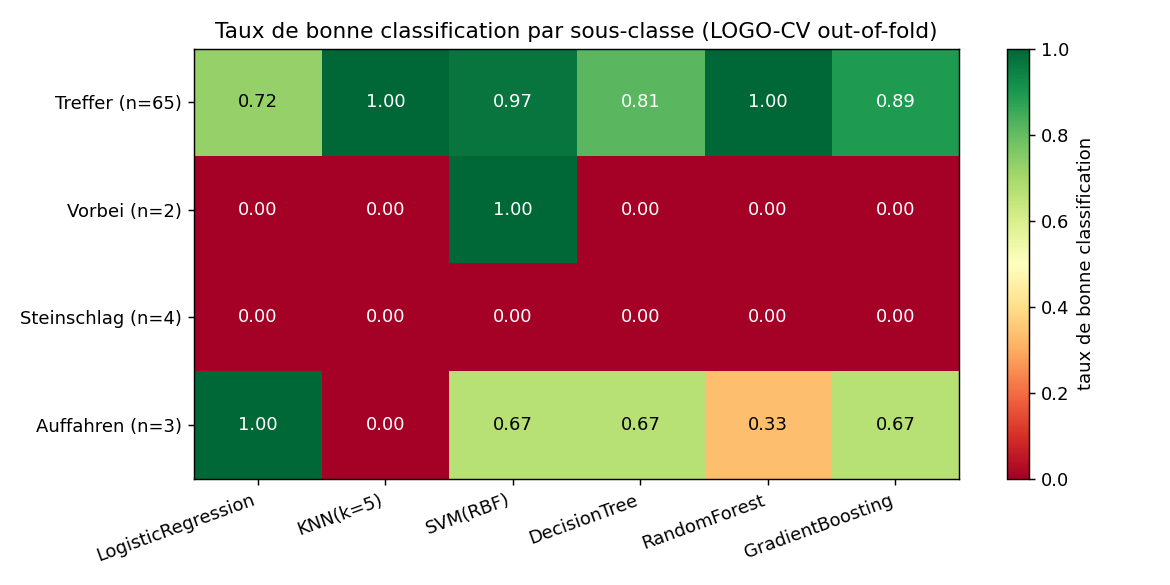 Taux de bonne classification par sous-classe (LOGO-CV out-of-fold)
Treffer (n=65) 0.72 1.00 0.97 0.81 1.00 0.89
Vorbei (n=2) 0.00 0.00 1.00 0.00 0.00 0.00
Steinschlag (n=4) 0.00 0.00 0.00 0.00 0.00 0.00
Auffahren (n=3) 1.00 0.00 0.67 0.67 0.33 0.67
LogisticRegression KNN(k=5) SVM(RBF) DecisionTree RandomForest GradientBoosting
1.0
0.8
0.6
0.4
0.2
0.0
taux de bonne classification